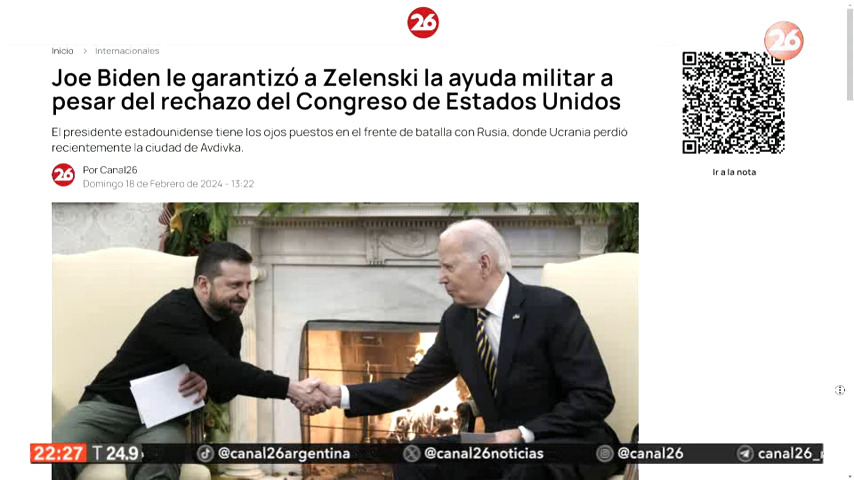 26
26
Inicio > Internacionales
Joe Biden le garantizó a Zelenski la ayuda militar a
pesar del rechazo del Congreso de Estados Unidos
El presidente estadounidense tiene los ojos puestos en el frente de batalla con Rusia, donde Ucrania perdió
recientemente la ciudad de Avdivka.
Ir a la nota
26
Por Canal26
Domingo 18 de Febrero de 2024 - 13:22
22:27 T 24.9 @canal26argentina @canal26noticias @canal26 canal26_